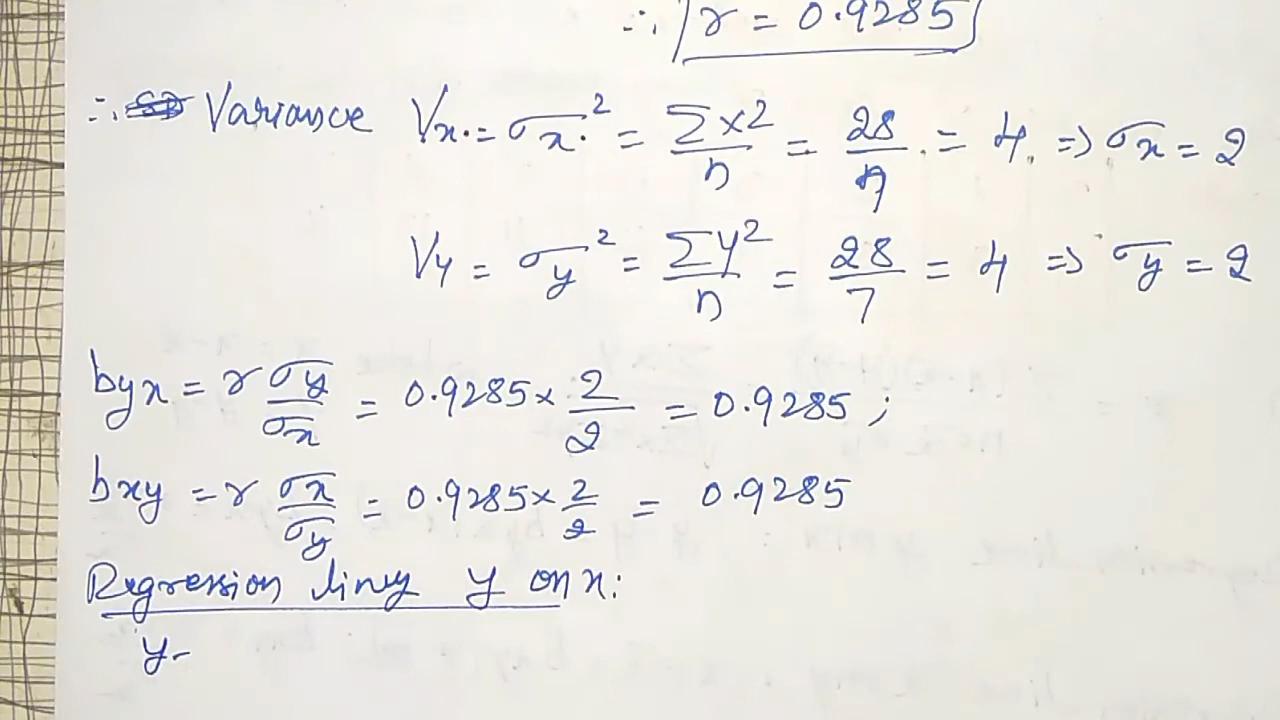 ∴ r = 0.9285
∴ Variance Vx = σx² = ΣX²/n = 28/7 = 4 ⇒ σx = 2
Vy = σy² = ΣY²/n = 28/7 = 4 ⇒ σy = 2
byx = r σy/σx = 0.9285 × 2/2 = 0.9285 ;
bxy = r σx/σy = 0.9285 × 2/2 = 0.9285
Regression liney y on x:
y-